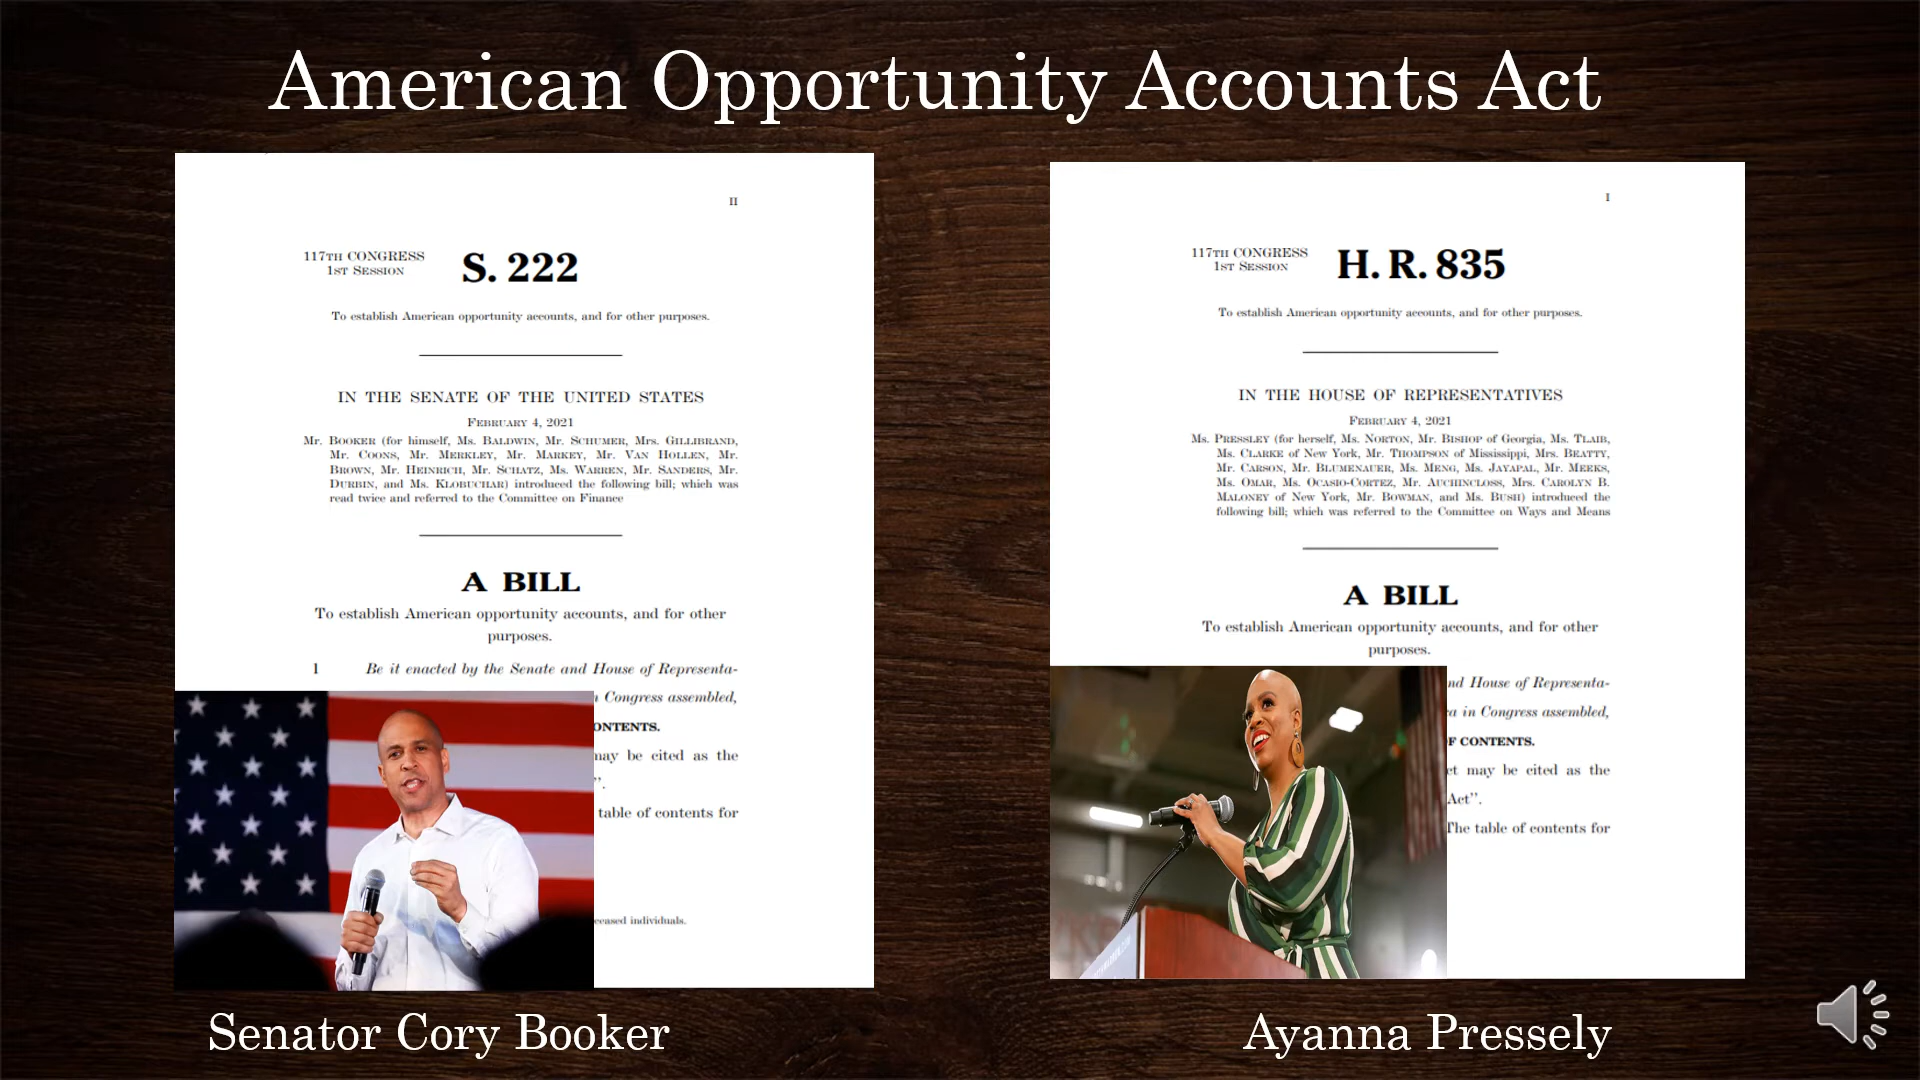 American Opportunity Accounts Act
II
117TH CONGRESS
1ST SESSION
S. 222
To establish American opportunity accounts, and for other purposes.
IN THE SENATE OF THE UNITED STATES
FEBRUARY 4, 2021
Mr. BOOKER (for himself, Ms. BALDWIN, Mr. SCHUMER, Mrs. GILLIBRAND,
Mr. COONS, Mr. MERKLEY, Mr. MARKEY, Mr. VAN HOLLEN, Mr.
BROWN, Mr. HEINRICH, Mr. SCHATZ, Ms. WARREN, Mr. SANDERS, Mr.
DURBIN, and Ms. KLOBUCHAR) introduced the following bill; which was
read twice and referred to the Committee on Finance
A BILL
To establish American opportunity accounts, and for other
purposes.
1 Be it enacted by the Senate and House of Representa-
Congress assembled,
ONTENTS.
may be cited as the
”.
table of contents for
ceased individuals.
Senator Cory Booker
I
117TH CONGRESS
1ST SESSION
H. R. 835
To establish American opportunity accounts, and for other purposes.
IN THE HOUSE OF REPRESENTATIVES
FEBRUARY 4, 2021
Ms. PRESSLEY (for herself, Ms. NORTON, Mr. BISHOP of Georgia, Ms. TLAIB,
Ms. CLARKE of New York, Mr. THOMPSON of Mississippi, Mrs. BEATTY,
Mr. CARSON, Mr. BLUMENAUER, Ms. MENG, Ms. JAYAPAL, Mr. MEEKS,
Ms. OMAR, Ms. OCASIO-CORTEZ, Mr. AUCHINCLOSS, Mrs. CAROLYN B.
MALONEY of New York, Mr. BOWMAN, and Ms. BUSH) introduced the
following bill; which was referred to the Committee on Ways and Means
A BILL
To establish American opportunity accounts, and for other
purposes.
nd House of Representa-
ca in Congress assembled,
F CONTENTS.
ct may be cited as the
Act”.
The table of contents for
Ayanna Pressely